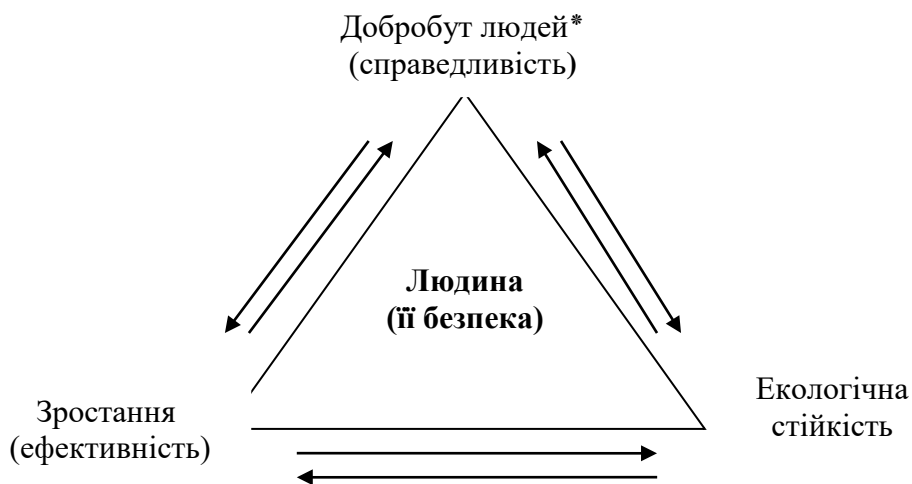 Добробут людей*
(справедливість)
Людина
(її безпека)
Зростання
(ефективність)
Екологічна
стійкість